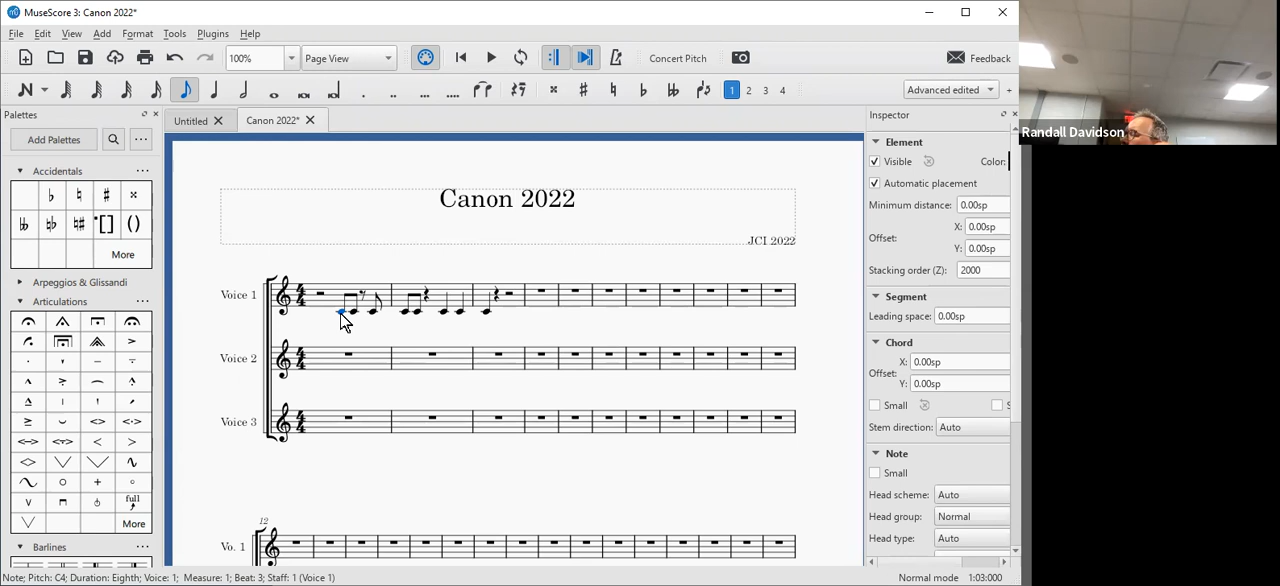 MuseScore 3: Canon 2022*
File Edit View Add Format Tools Plugins Help
100% Page View Concert Pitch Feedback
1 2 3 4 Advanced edited +
Palettes
Untitled Canon 2022*
Inspector
Add Palettes
Accidentals
More
Arpeggios & Glissandi
Articulations
full
More
Barlines
Canon 2022
JCI 2022
Voice 1
Voice 2
Voice 3
12
Vo. 1
Element
Visible Color:
Automatic placement
Minimum distance: 0.00sp
X: 0.00sp
Offset:
Y: 0.00sp
Stacking order (Z): 2000
Segment
Leading space: 0.00sp
Chord
X: 0.00sp
Offset:
Y: 0.00sp
Small
Stem direction: Auto
Note
Small
Head scheme: Auto
Head group: Normal
Head type: Auto
Note; Pitch: C4; Duration: Eighth; Voice: 1; Measure: 1; Beat: 3; Staff: 1 (Voice 1)
Normal mode 1:03:000
Randall Davidson